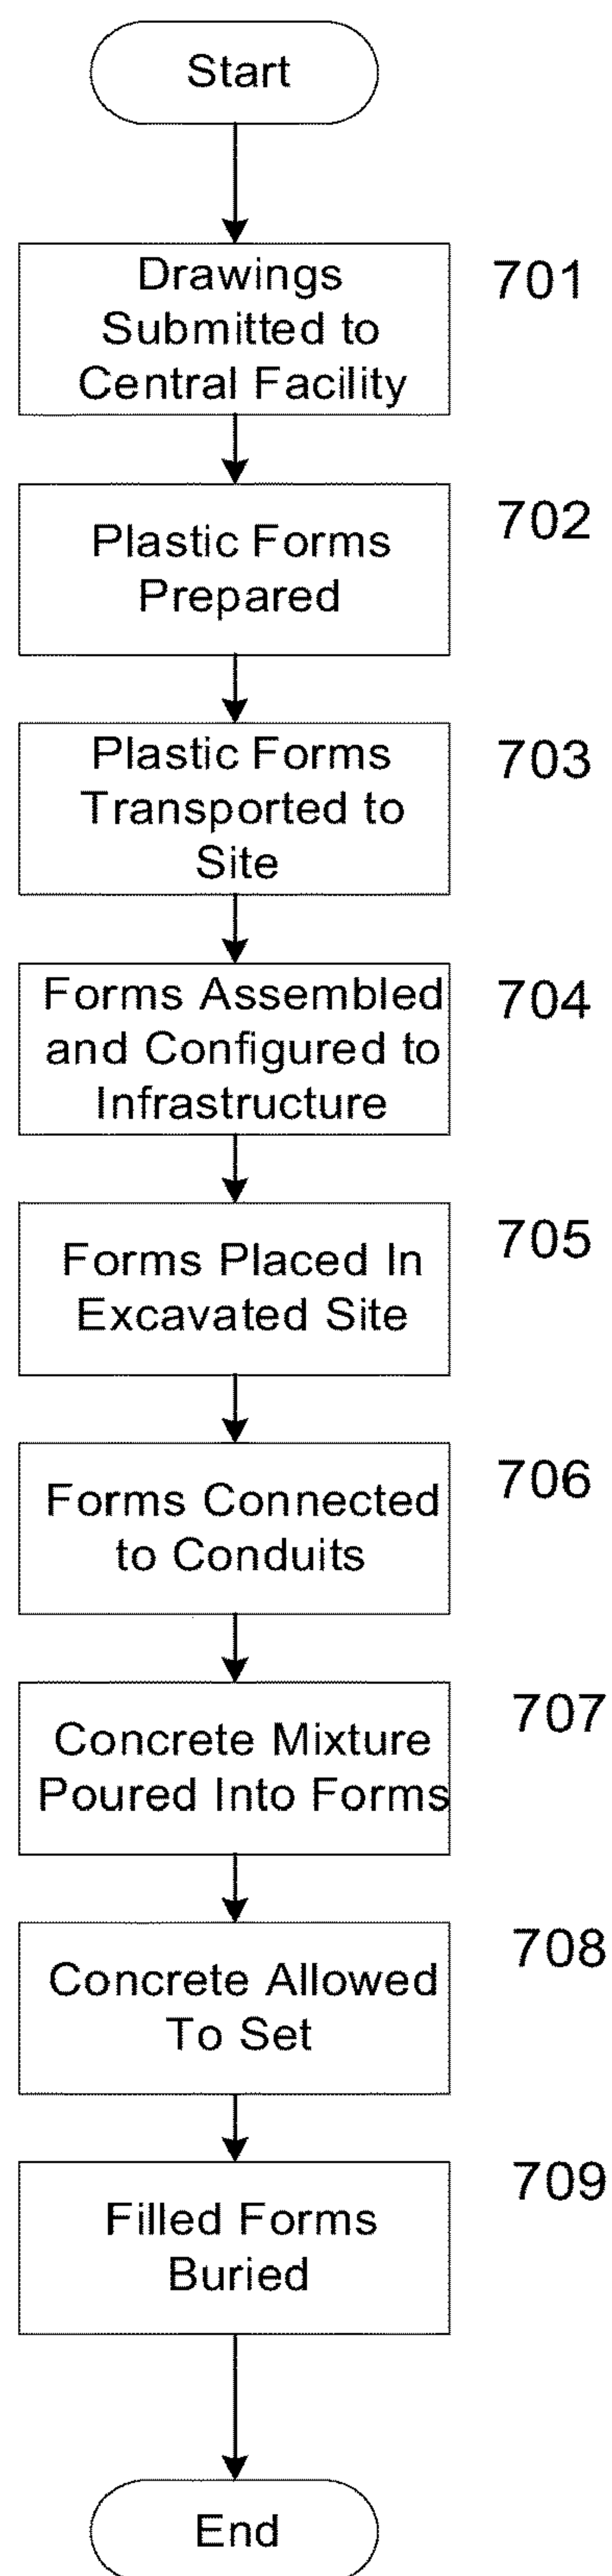 Start
Drawings
Submitted to
Central Facility
701
Plastic Forms
Prepared
702
Plastic Forms
Transported to
Site
703
Forms Assembled
and Configured to
Infrastructure
704
Forms Placed In
Excavated Site
705
Forms Connected
to Conduits
706
Concrete Mixture
Poured Into Forms
707
Concrete Allowed
To Set
708
Filled Forms
Buried
709
End